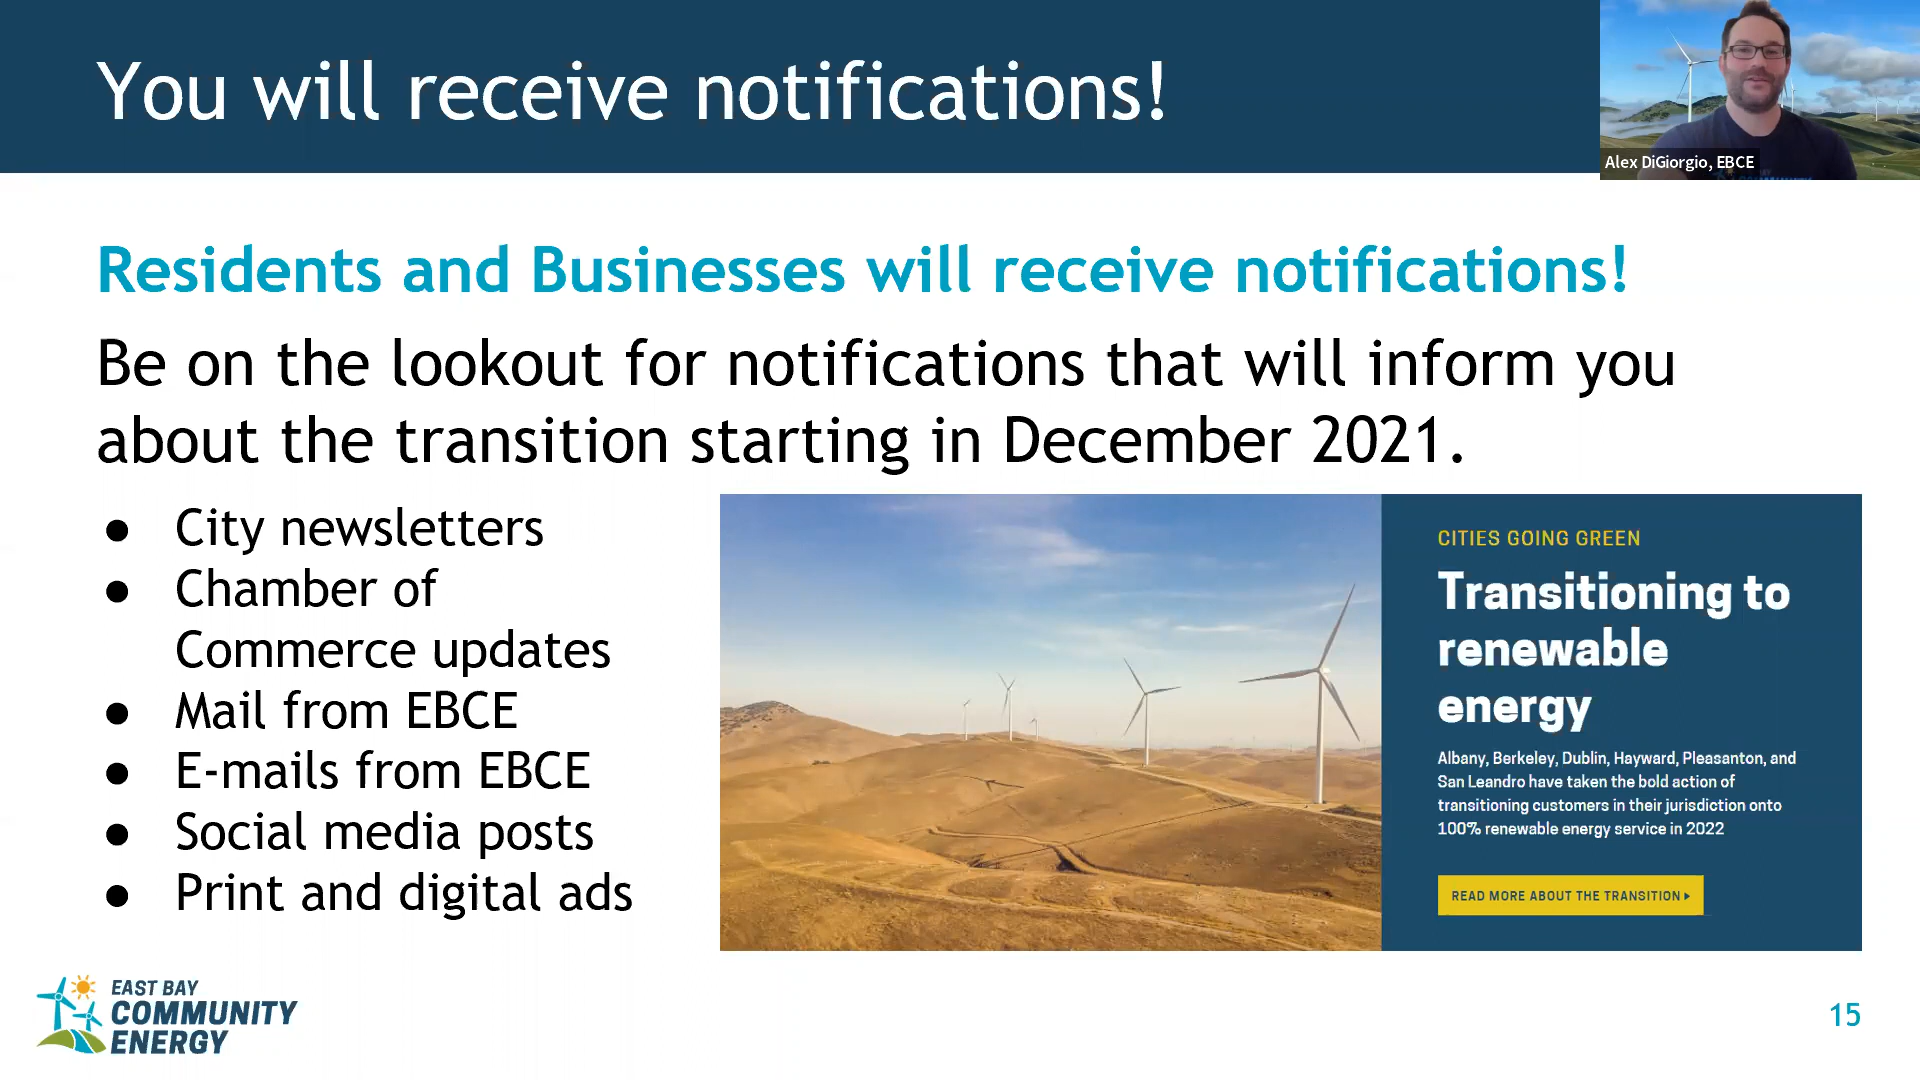 You will receive notifications!
Alex DiGiorgio, EBCE
Residents and Businesses will receive notifications!
Be on the lookout for notifications that will inform you
about the transition starting in December 2021.
● City newsletters
● Chamber of
Commerce updates
● Mail from EBCE
● E-mails from EBCE
● Social media posts
● Print and digital ads
CITIES GOING GREEN
Transitioning to
renewable
energy
Albany, Berkeley, Dublin, Hayward, Pleasanton, and
San Leandro have taken the bold action of
transitioning customers in their jurisdiction onto
100% renewable energy service in 2022
READ MORE ABOUT THE TRANSITION ▸
EAST BAY
COMMUNITY
ENERGY
15